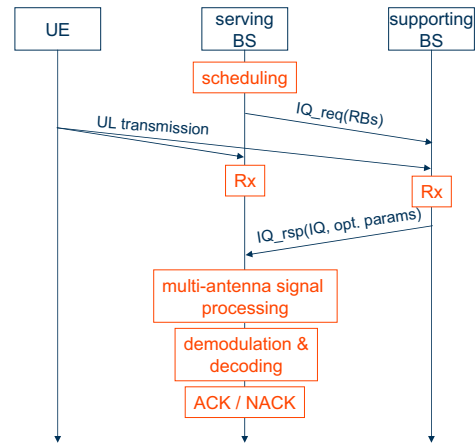 UE
serving
BS
supporting
BS
scheduling
IQ_req(RBs)
UL transmission
Rx
Rx
IQ_rsp(IQ, opt. params)
multi-antenna signal
processing
demodulation &
decoding
ACK / NACK